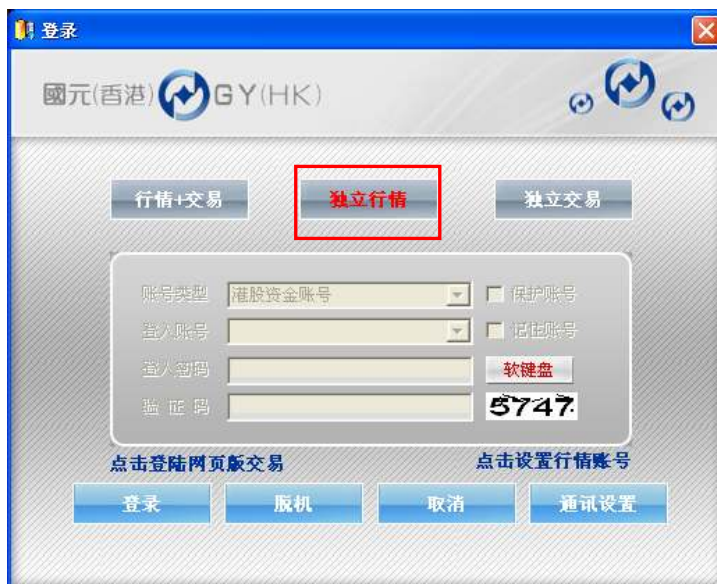 登录
國元(香港) GY(HK)
行情+交易 独立行情 独立交易
账号类型 港股资金账号 保护账号
登入账号 记住账号
登入密码 软键盘
验证码 5747
点击登陆网页版交易 点击设置行情账号
登录 脱机 取消 通讯设置